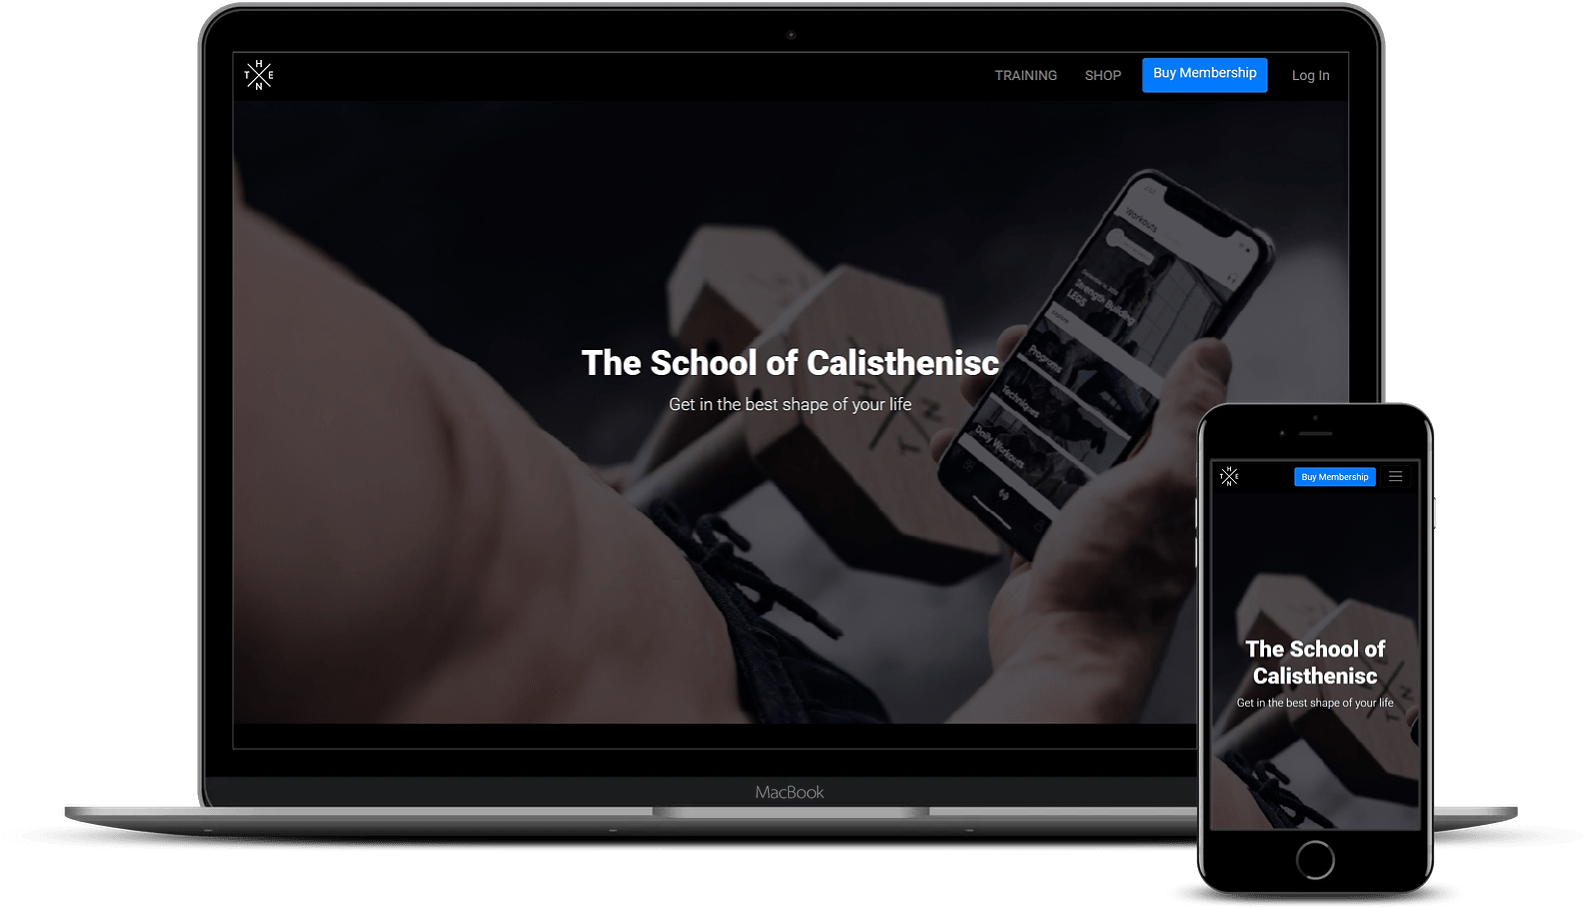 H
T E
N
TRAINING SHOP Buy Membership Log In
Workouts
Strength Building
LEGS
Explore
Programs
Techniques
Daily Workouts
H
N
T
The School of Calisthenisc
Get in the best shape of your life
MacBook
H
T E
N
Buy Membership
The School of
Calisthenisc
Get in the best shape of your life